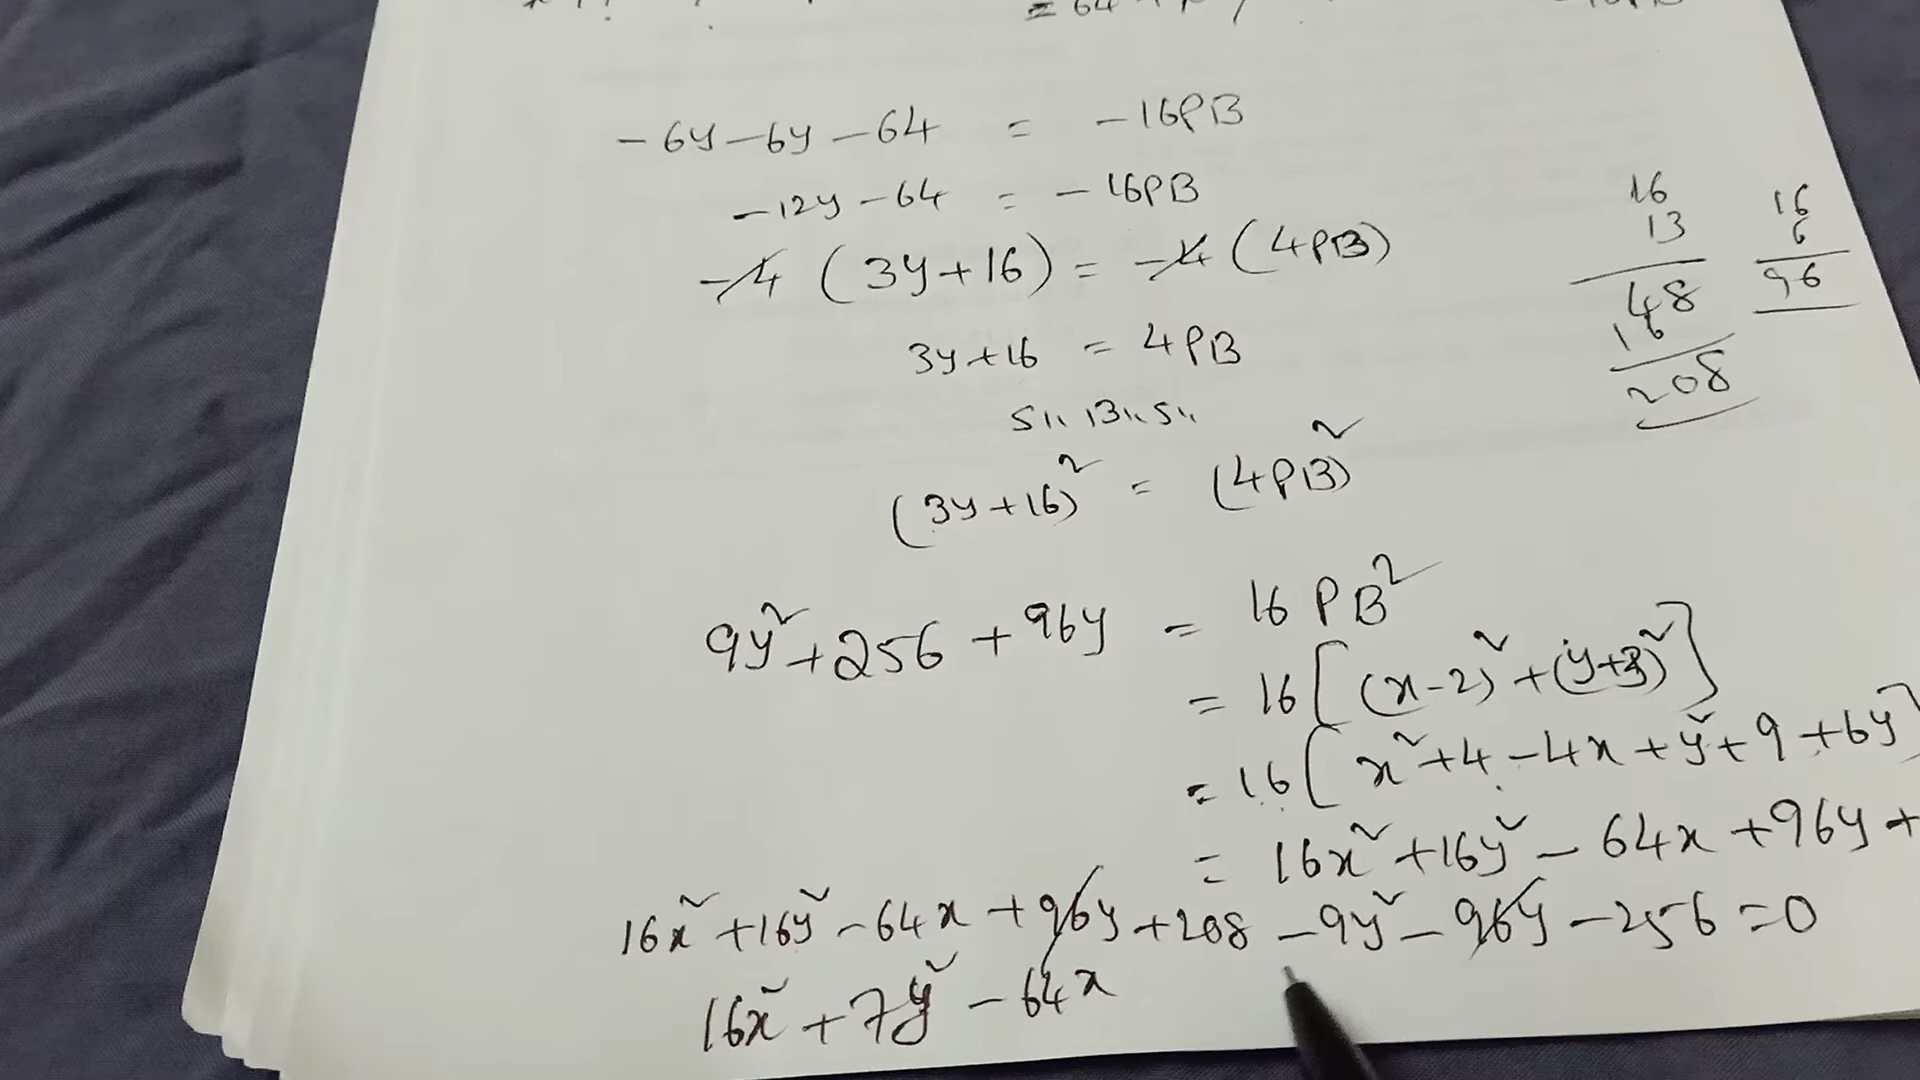 -6y-6y-64 = -16PB
-12y-64 = -16PB
-4(3y+16) = -4(4PB)
3y+16 = 4PB
S.. B.. S..
(3y+16)² = (4PB)²
9y²+256+96y = 16PB²
= 16[(x-2)²+(y+3)²]
= 16[x²+4-4x+y²+9+6y]
= 16x²+16y²-64x+96y+
16x²+16y²-64x+96y+208-9y²-96y-256=0
16x²+7y²-64x
16
13
48
16
208
16
6
96